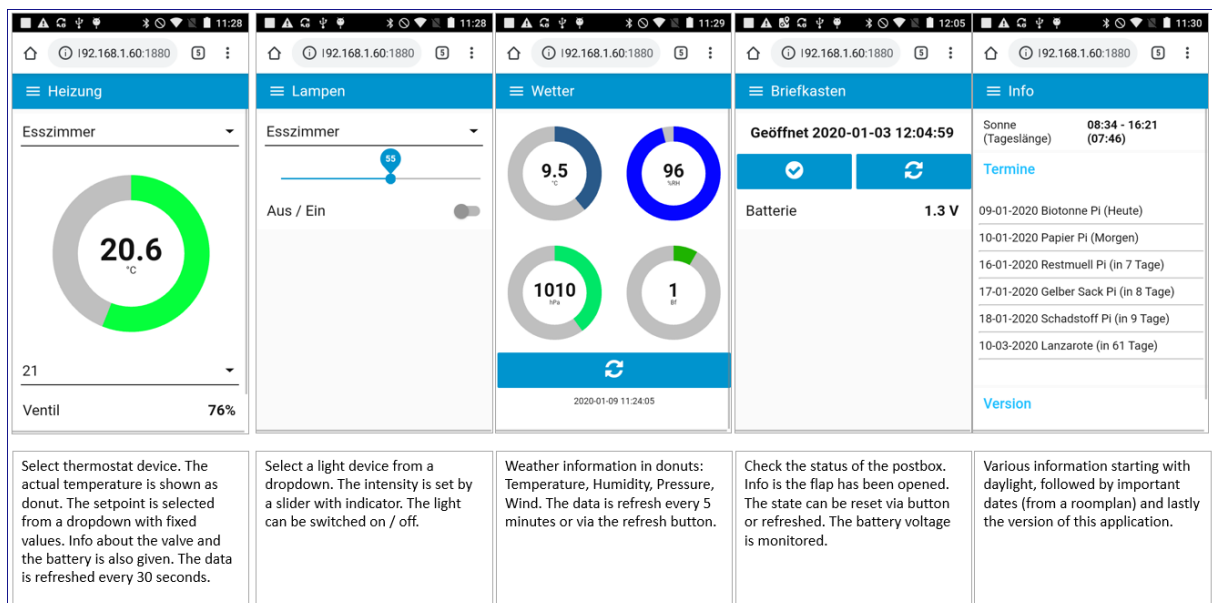 11:28
192.168.1.60:1880 5
Heizung
Esszimmer
20.6
°C
21
Ventil 76%
Select thermostat device. The
actual temperature is shown as
donut. The setpoint is selected
from a dropdown with fixed
values. Info about the valve and
the battery is also given. The data
is refreshed every 30 seconds.
11:28
192.168.1.60:1880 5
Lampen
Esszimmer
55
Aus / Ein
Select a light device from a
dropdown. The intensity is set by
a slider with indicator. The light
can be switched on / off.
11:29
192.168.1.60:1880 5
Wetter
9.5
°C
96
%RH
1010
hPa
1
Bf
2020-01-09 11:24:05
Weather information in donuts:
Temperature, Humidity, Pressure,
Wind. The data is refresh every 5
minutes or via the refresh button.
12:05
192.168.1.60:1880 5
Briefkasten
Geöffnet 2020-01-03 12:04:59
Batterie 1.3 V
Check the status of the postbox.
Info is the flap has been opened.
The state can be reset via button
or refreshed. The battery voltage
is monitored.
11:30
192.168.1.60:1880 5
Info
Sonne 08:34 - 16:21
(Tageslänge) (07:46)
Termine
09-01-2020 Biotonne Pi (Heute)
10-01-2020 Papier Pi (Morgen)
16-01-2020 Restmuell Pi (in 7 Tage)
17-01-2020 Gelber Sack Pi (in 8 Tage)
18-01-2020 Schadstoff Pi (in 9 Tage)
10-03-2020 Lanzarote (in 61 Tage)
Version
Various information starting with
daylight, followed by important
dates (from a roomplan) and lastly
the version of this application.